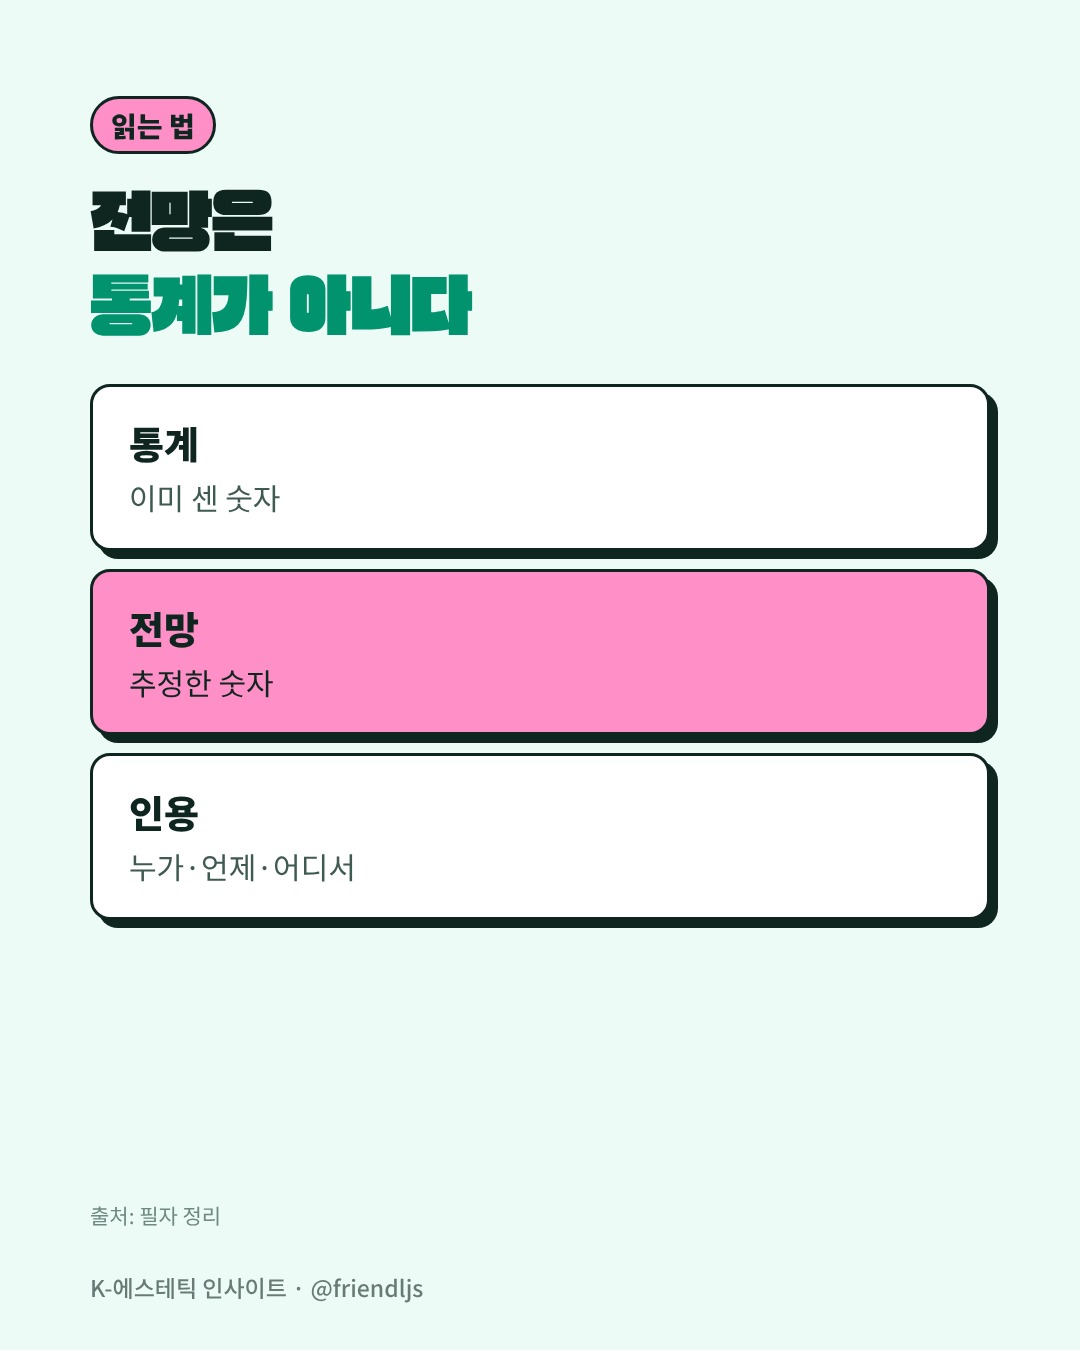 읽는 법
전망은
통계가 아니다
통계
이미 센 숫자
전망
추정한 숫자
인용
누가·언제·어디서
출처: 필자 정리
K-에스테틱 인사이트 · @friendljs